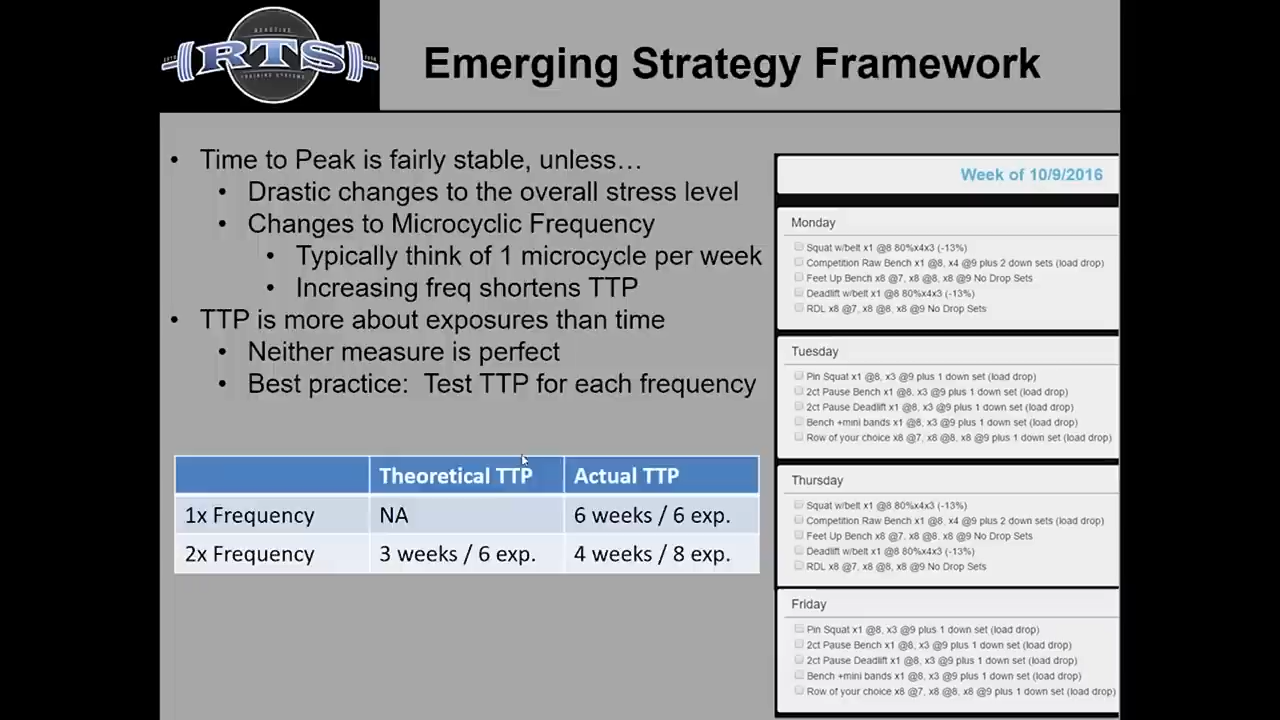 REACTIVE
RTS
TRAINING SYSTEMS
Emerging Strategy Framework
• Time to Peak is fairly stable, unless…
• Drastic changes to the overall stress level
• Changes to Microcyclic Frequency
• Typically think of 1 microcycle per week
• Increasing freq shortens TTP
• TTP is more about exposures than time
• Neither measure is perfect
• Best practice:  Test TTP for each frequency
Theoretical TTP Actual TTP
1x Frequency NA 6 weeks / 6 exp.
2x Frequency 3 weeks / 6 exp. 4 weeks / 8 exp.
Week of 10/9/2016
Monday
Squat w/belt x1 @8 80%x4x3 (-13%)
Competition Raw Bench x1 @8, x4 @9 plus 2 down sets (load drop)
Feet Up Bench x8 @7, x8 @8, x8 @9 No Drop Sets
Deadlift w/belt x1 @8 80%x4x3 (-13%)
RDL x8 @7, x8 @8, x8 @9 No Drop Sets
Tuesday
Pin Squat x1 @8, x3 @9 plus 1 down set (load drop)
2ct Pause Bench x1 @8, x3 @9 plus 1 down set (load drop)
2ct Pause Deadlift x1 @8, x3 @9 plus 1 down set (load drop)
Bench +mini bands x1 @8, x3 @9 plus 1 down set (load drop)
Row of your choice x8 @7, x8 @8, x8 @9 plus 1 down set (load drop)
Thursday
Squat w/belt x1 @8 80%x4x3 (-13%)
Competition Raw Bench x1 @8, x4 @9 plus 2 down sets (load drop)
Feet Up Bench x8 @7, x8 @8, x8 @9 No Drop Sets
Deadlift w/belt x1 @8 80%x4x3 (-13%)
RDL x8 @7, x8 @8, x8 @9 No Drop Sets
Friday
Pin Squat x1 @8, x3 @9 plus 1 down set (load drop)
2ct Pause Bench x1 @8, x3 @9 plus 1 down set (load drop)
2ct Pause Deadlift x1 @8, x3 @9 plus 1 down set (load drop)
Bench +mini bands x1 @8, x3 @9 plus 1 down set (load drop)
Row of your choice x8 @7, x8 @8, x8 @9 plus 1 down set (load drop)